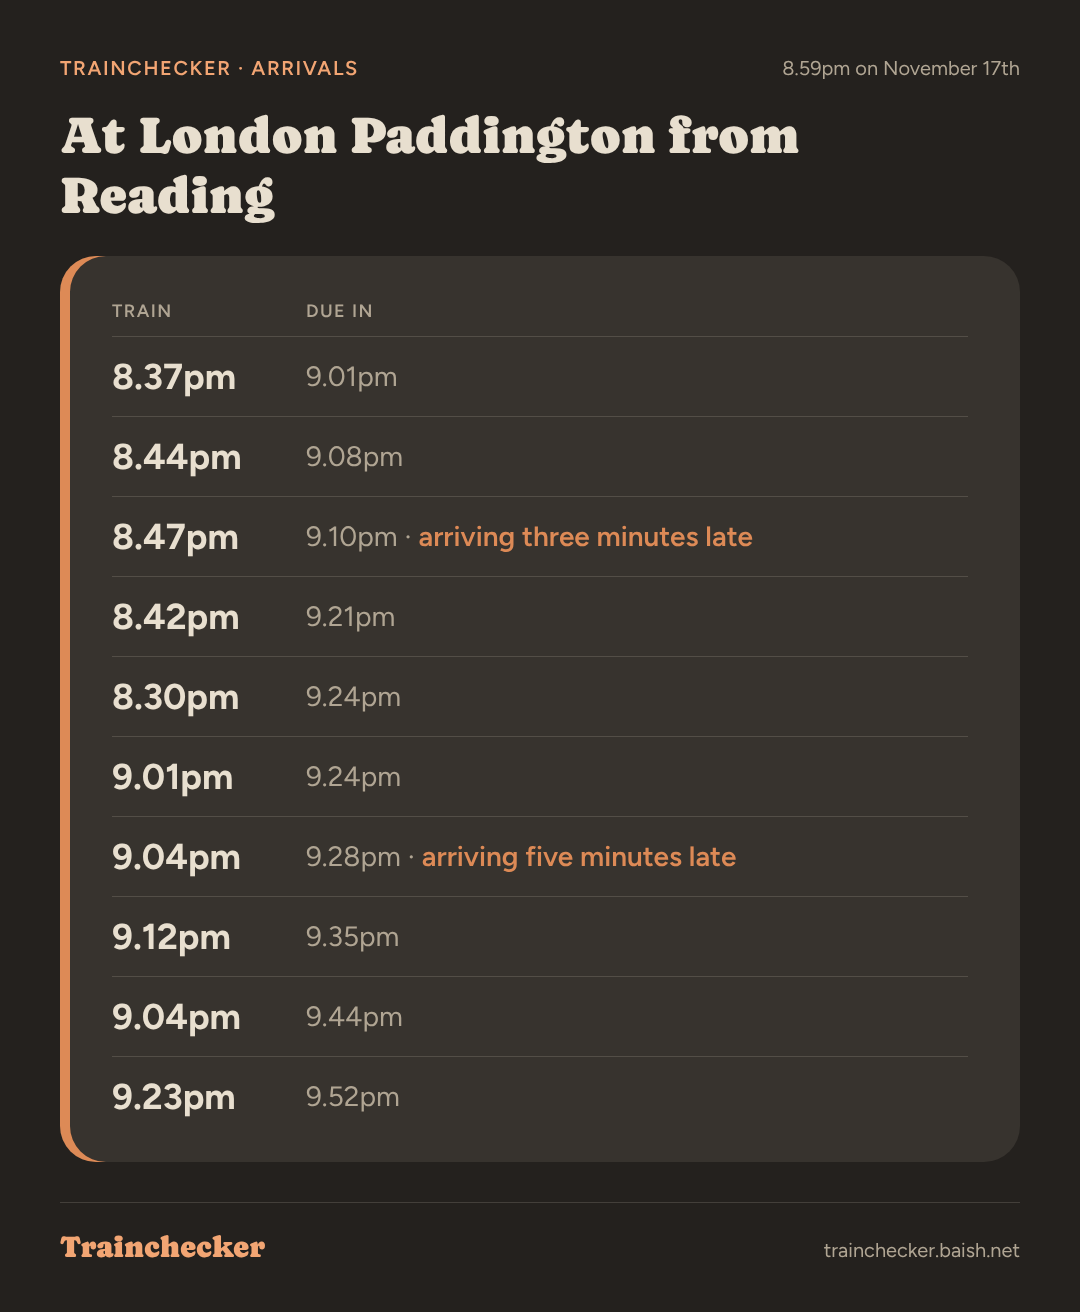 TRAINCHECKER · ARRIVALS
8.59pm on November 17th
At London Paddington from
Reading
TRAIN DUE IN
8.37pm 9.01pm
8.44pm 9.08pm
8.47pm 9.10pm · arriving three minutes late
8.42pm 9.21pm
8.30pm 9.24pm
9.01pm 9.24pm
9.04pm 9.28pm · arriving five minutes late
9.12pm 9.35pm
9.04pm 9.44pm
9.23pm 9.52pm
Trainchecker
trainchecker.baish.net